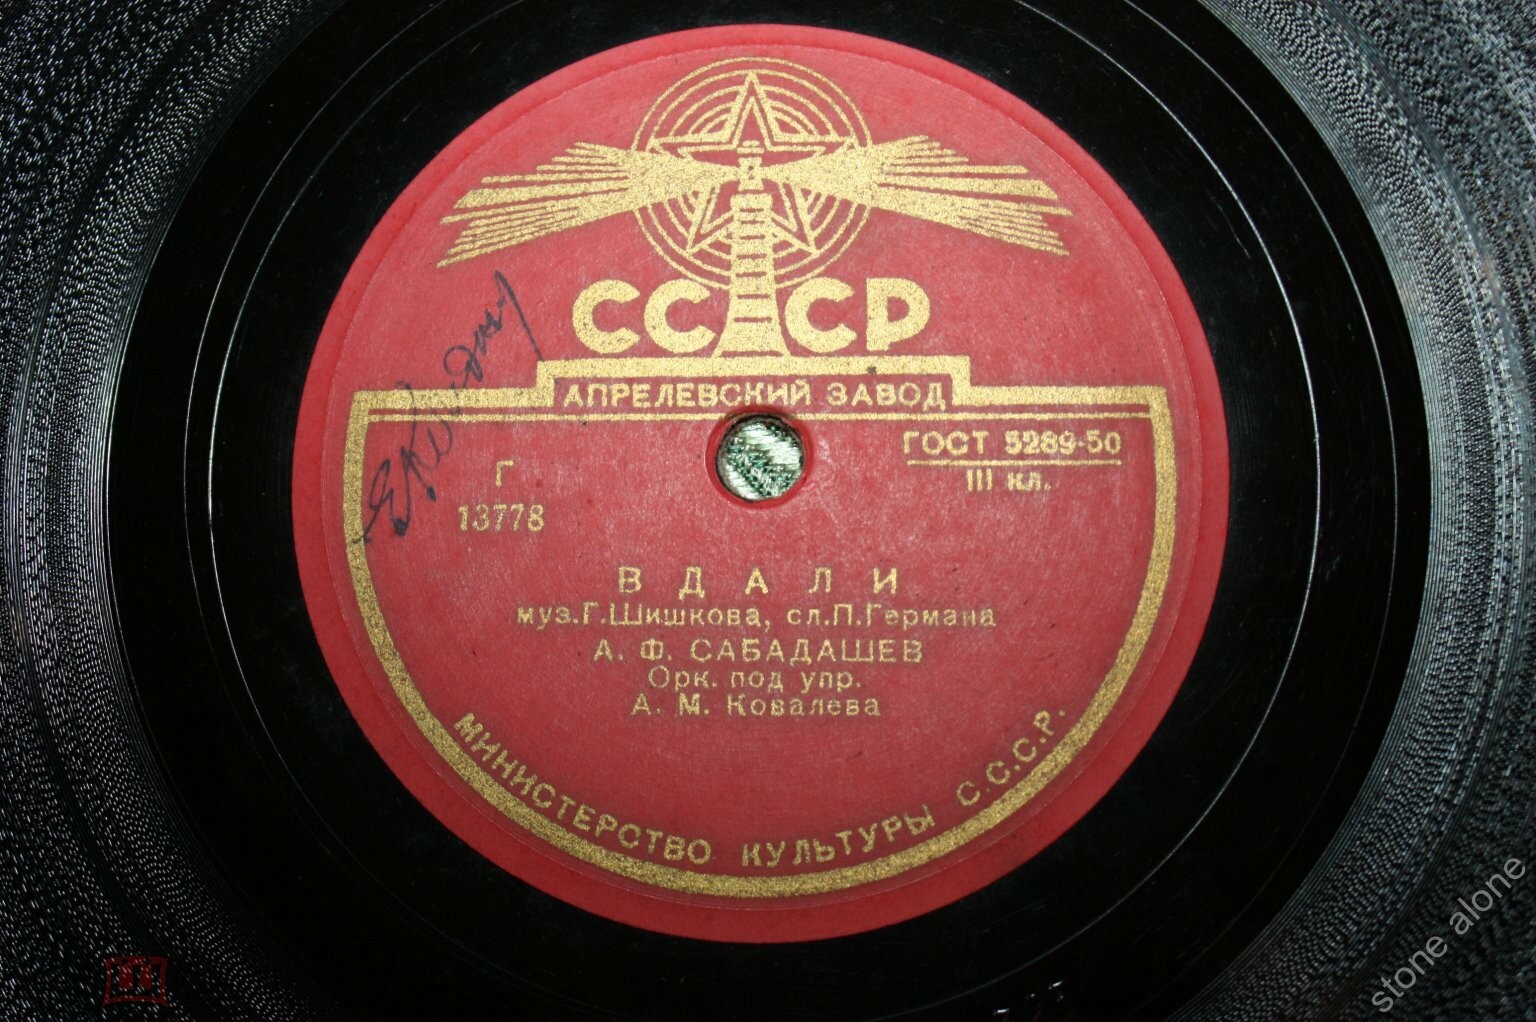 СССР
АПРЕЛЕВСКИЙ ЗАВОД
ГОСТ 5289-50
III кл.
Г
13778
ВДАЛИ
муз.Г.Шишкова, сл.П.Германа
А. Ф. САБАДАШЕВ
Орк. под упр.
А. М. Ковалева
МИНИСТЕРСТВО КУЛЬТУРЫ С.С.С.Р.
stone alone